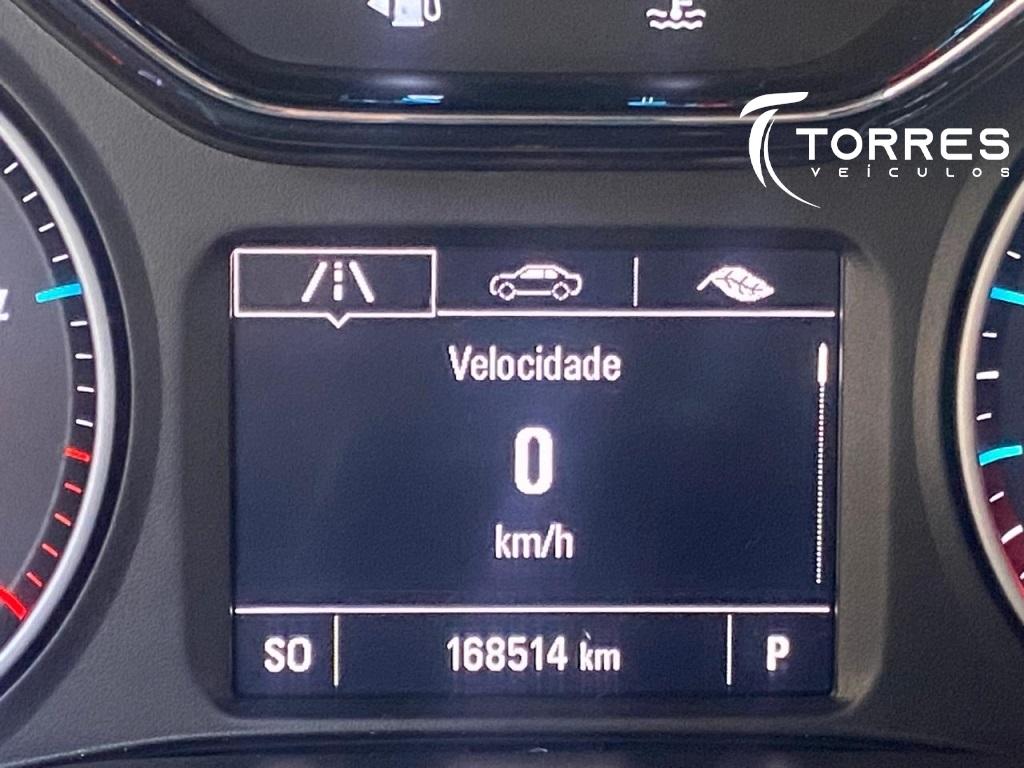 TORRES
VEÍCULOS
Velocidade
0
km/h
SO
168514 km
P